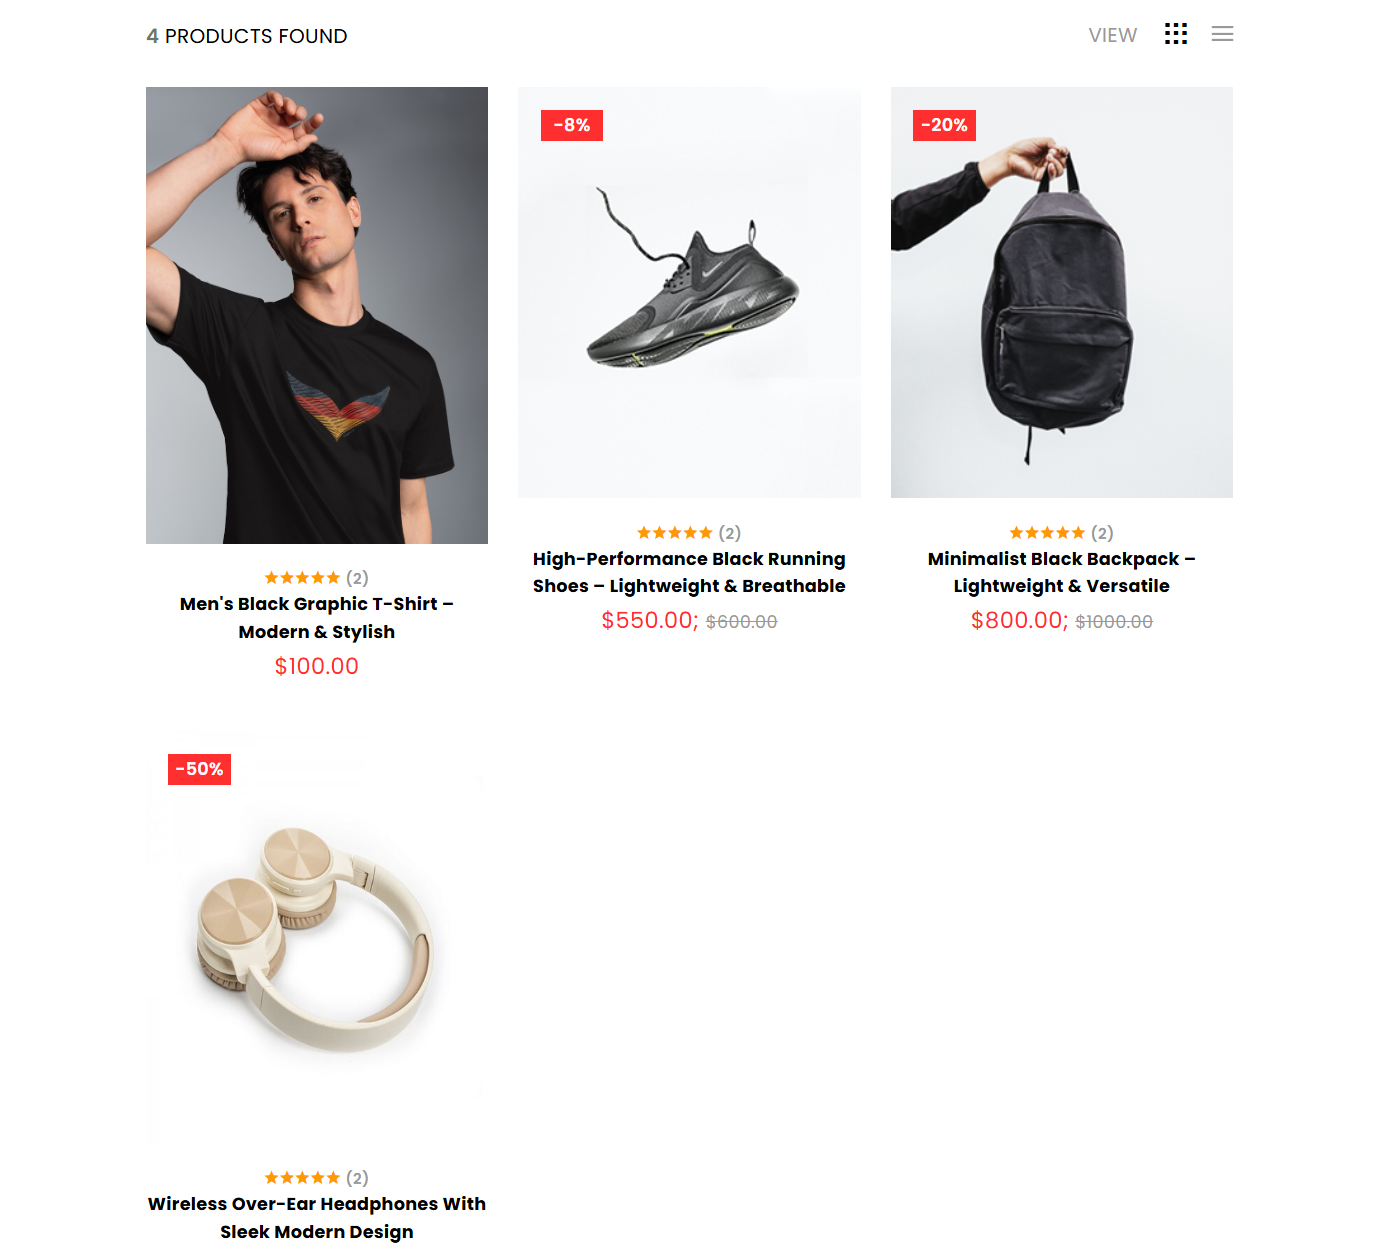 4 PRODUCTS FOUND
VIEW
-8%
-20%
(2)
Men's Black Graphic T-Shirt –
Modern & Stylish
$100.00
(2)
High-Performance Black Running
Shoes – Lightweight & Breathable
$550.00; $600.00
(2)
Minimalist Black Backpack –
Lightweight & Versatile
$800.00; $1000.00
-50%
(2)
Wireless Over-Ear Headphones With
Sleek Modern Design